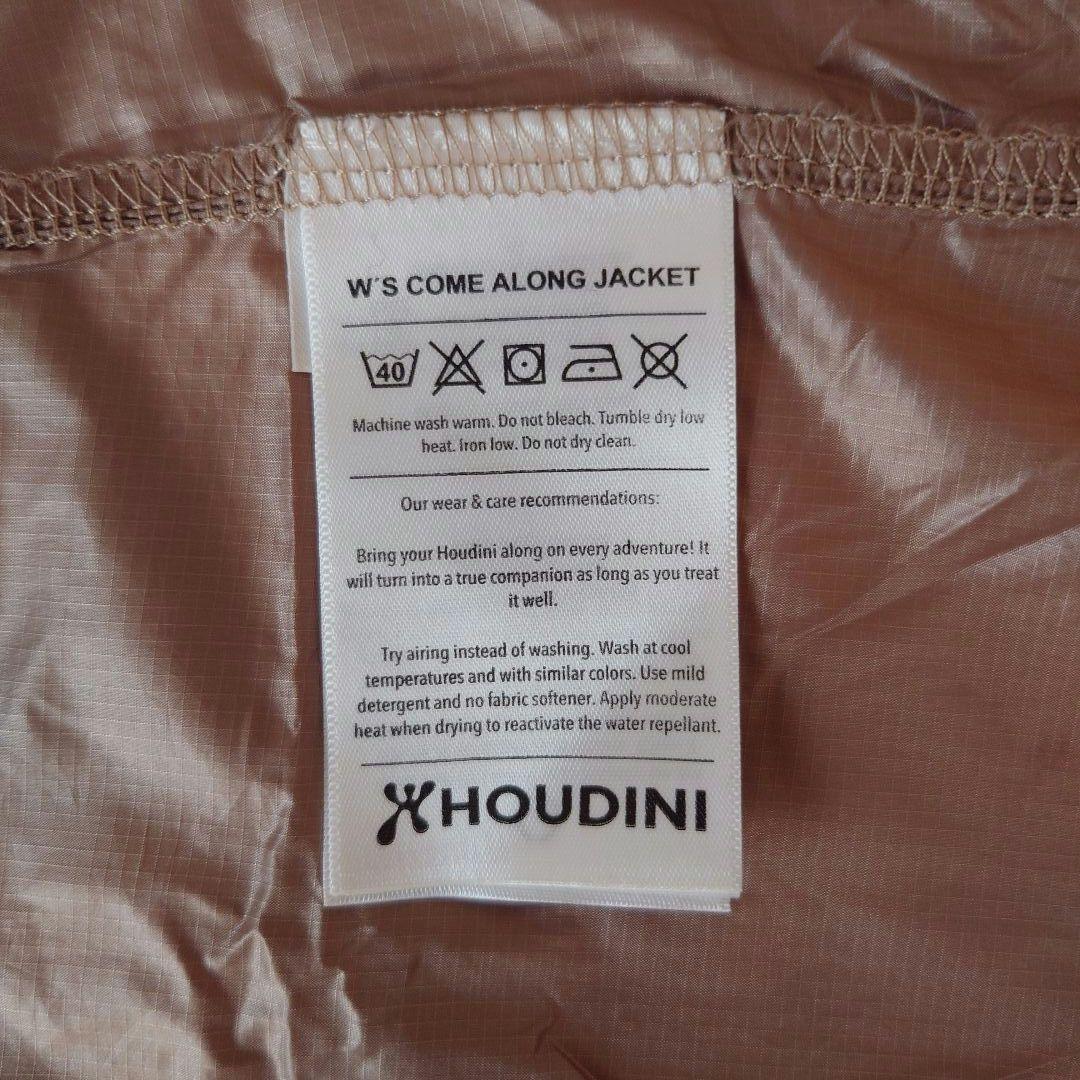 W´S COME ALONG JACKET
40
Machine wash warm. Do not bleach. Tumble dry low
heat. Iron low. Do not dry clean.
Our wear & care recommendations:
Bring your Houdini along on every adventure! It
will turn into a true companion as long as you treat
it well.
Try airing instead of washing. Wash at cool
temperatures and with similar colors. Use mild
detergent and no fabric softener. Apply moderate
heat when drying to reactivate the water repellant.
HOUDINI